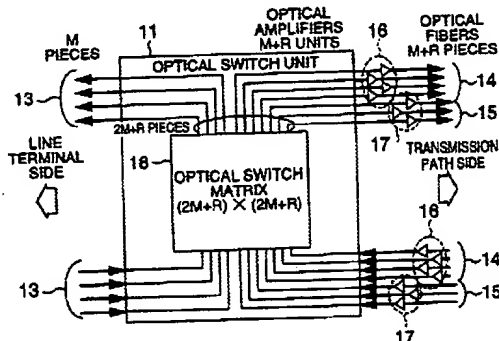 M PIECES
11
OPTICAL AMPLIFIERS M+R UNITS
16
OPTICAL FIBERS M+R PIECES
OPTICAL SWITCH UNIT
13
14
15
2M+R PIECES
17
18
LINE TERMINAL SIDE
OPTICAL SWITCH MATRIX (2M+R) X (2M+R)
TRANSMISSION PATH SIDE
16
13
14
15
17